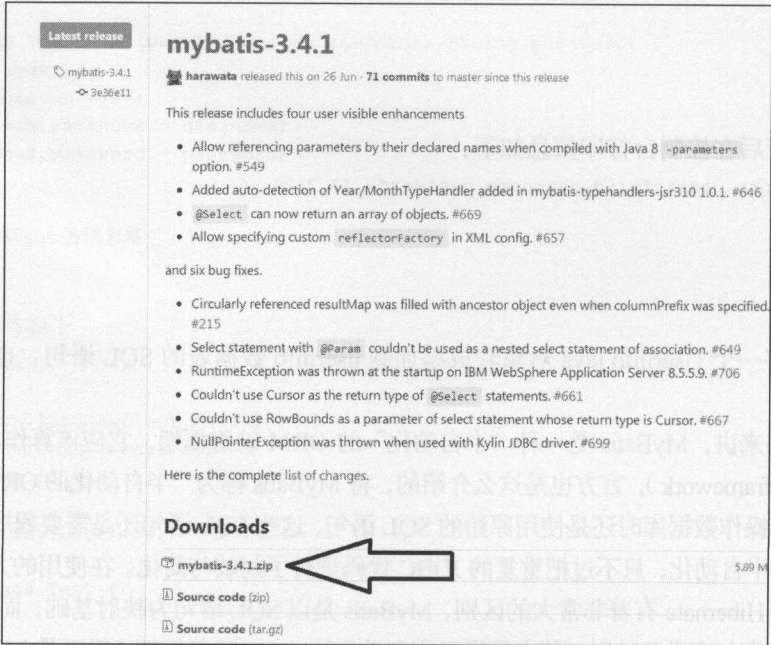 Latest release
mybatis-3.4.1
3e36e11
mybatis-3.4.1
harawata released this on 26 Jun · 71 commits to master since this release
This release includes four user visible enhancements
• Allow referencing parameters by their declared names when compiled with Java 8 -parameters
option. #549
• Added auto-detection of Year/MonthTypeHandler added in mybatis-typehandlers-jsr310 1.0.1. #646
• @Select can now return an array of objects. #669
• Allow specifying custom reflectorFactory in XML config. #657
and six bug fixes.
• Circularly referenced resultMap was filled with ancestor object even when columnPrefix was specified.
#215
• Select statement with @Param couldn't be used as a nested select statement of association. #649
• RuntimeException was thrown at the startup on IBM WebSphere Application Server 8.5.5.9. #706
• Couldn't use Cursor as the return type of @Select statements. #661
• Couldn't use RowBounds as a parameter of select statement whose return type is Cursor. #667
• NullPointerException was thrown when used with Kylin JDBC driver. #699
Here is the complete list of changes.
Downloads
mybatis-3.4.1.zip
5.89 M
Source code (zip)
Source code (tar.gz)